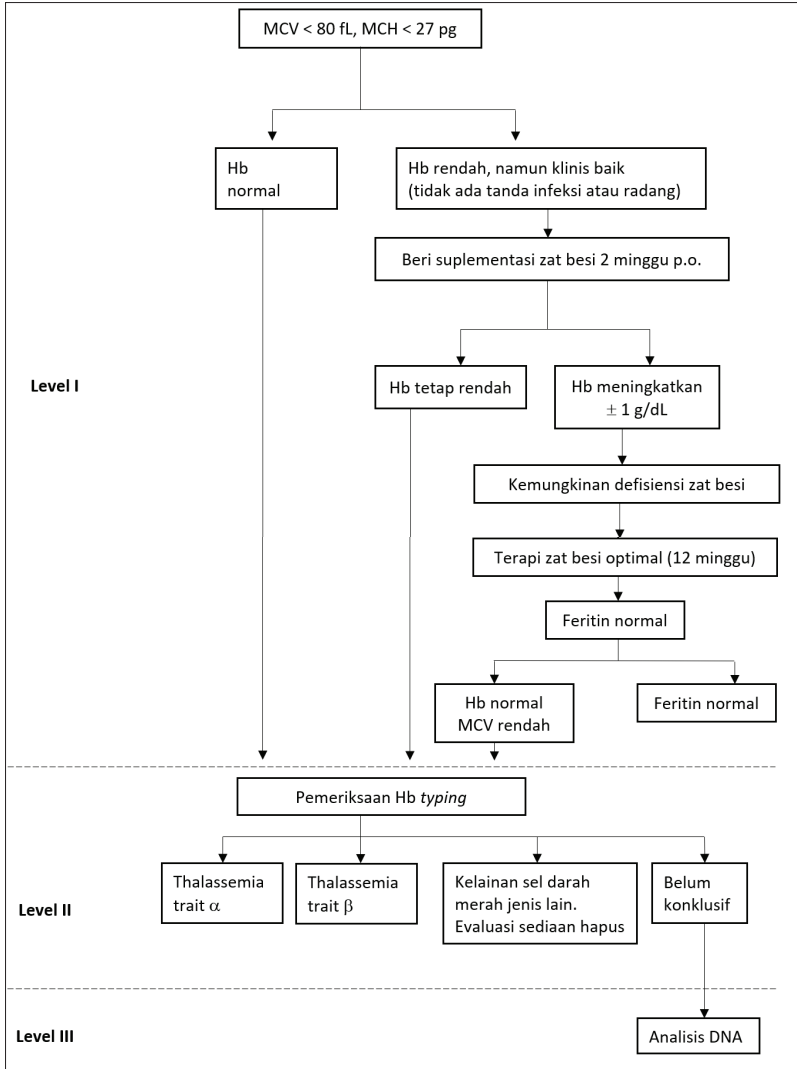 MCV < 80 fL, MCH < 27 pg
Hb
normal
Hb rendah, namun klinis baik
(tidak ada tanda infeksi atau radang)
Beri suplementasi zat besi 2 minggu p.o.
Level I
Hb tetap rendah
Hb meningkatkan
± 1 g/dL
Kemungkinan defisiensi zat besi
Terapi zat besi optimal (12 minggu)
Feritin normal
Hb normal
MCV rendah
Feritin normal
Pemeriksaan Hb typing
Level II
Thalassemia
trait α
Thalassemia
trait β
Kelainan sel darah
merah jenis lain.
Evaluasi sediaan hapus
Belum
konklusif
Level III
Analisis DNA